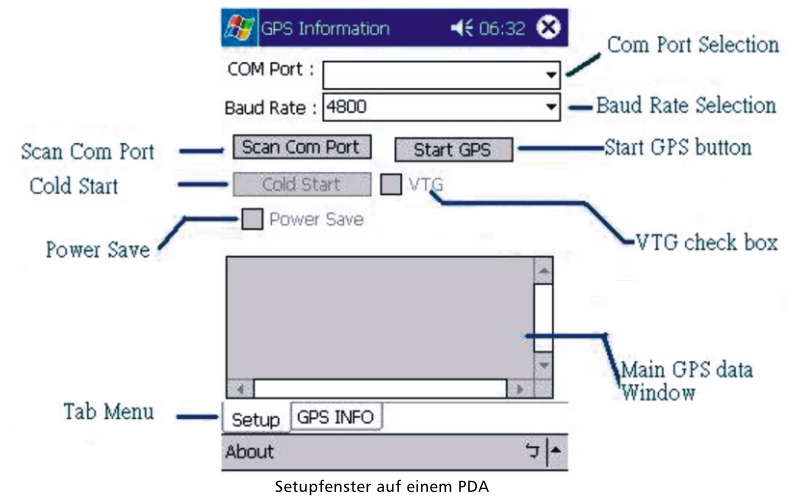 GPS Information 06:32
Com Port Selection
COM Port :
Baud Rate : 4800
Baud Rate Selection
Scan Com Port
Scan Com Port
Start GPS
Start GPS button
Cold Start
Cold Start
VTG
Power Save
Power Save
VTG check box
Main GPS data
Window
Tab Menu
Setup
GPS INFO
About
Setupfenster auf einem PDA